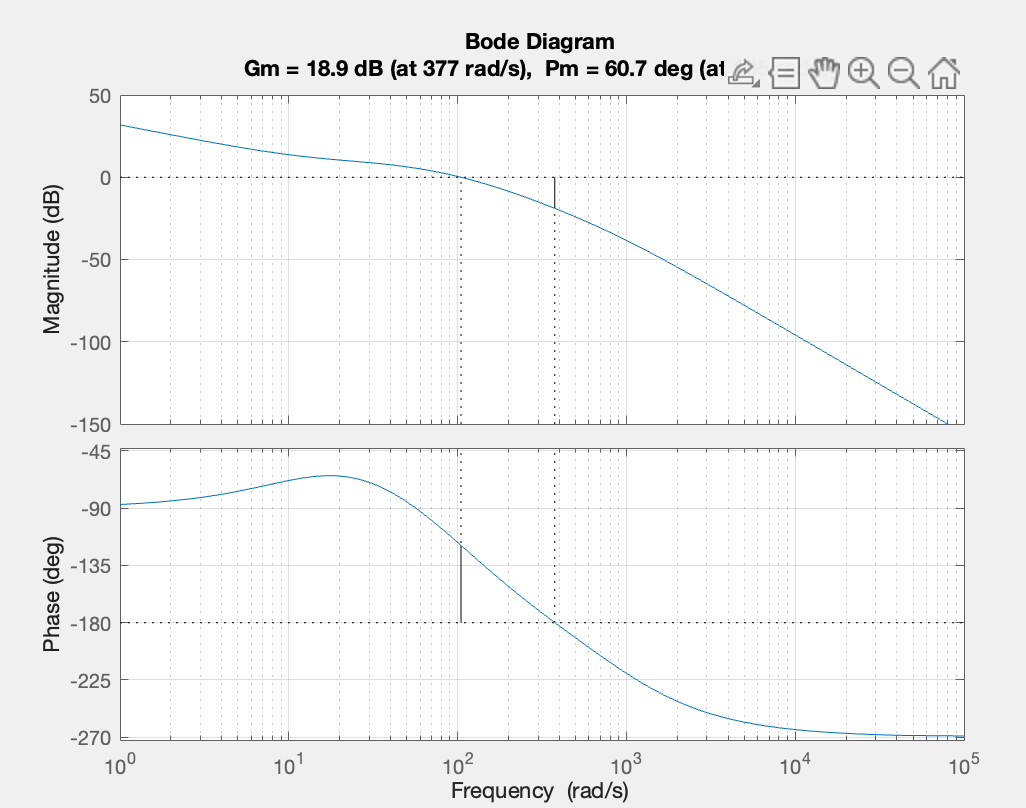 Bode Diagram
Gm = 18.9 dB (at 377 rad/s),  Pm = 60.7 deg (at
50
0
-50
-100
-150
Magnitude (dB)
-45
-90
-135
-180
-225
-270
Phase (deg)
10^0 10^1 10^2 10^3 10^4 10^5
Frequency  (rad/s)